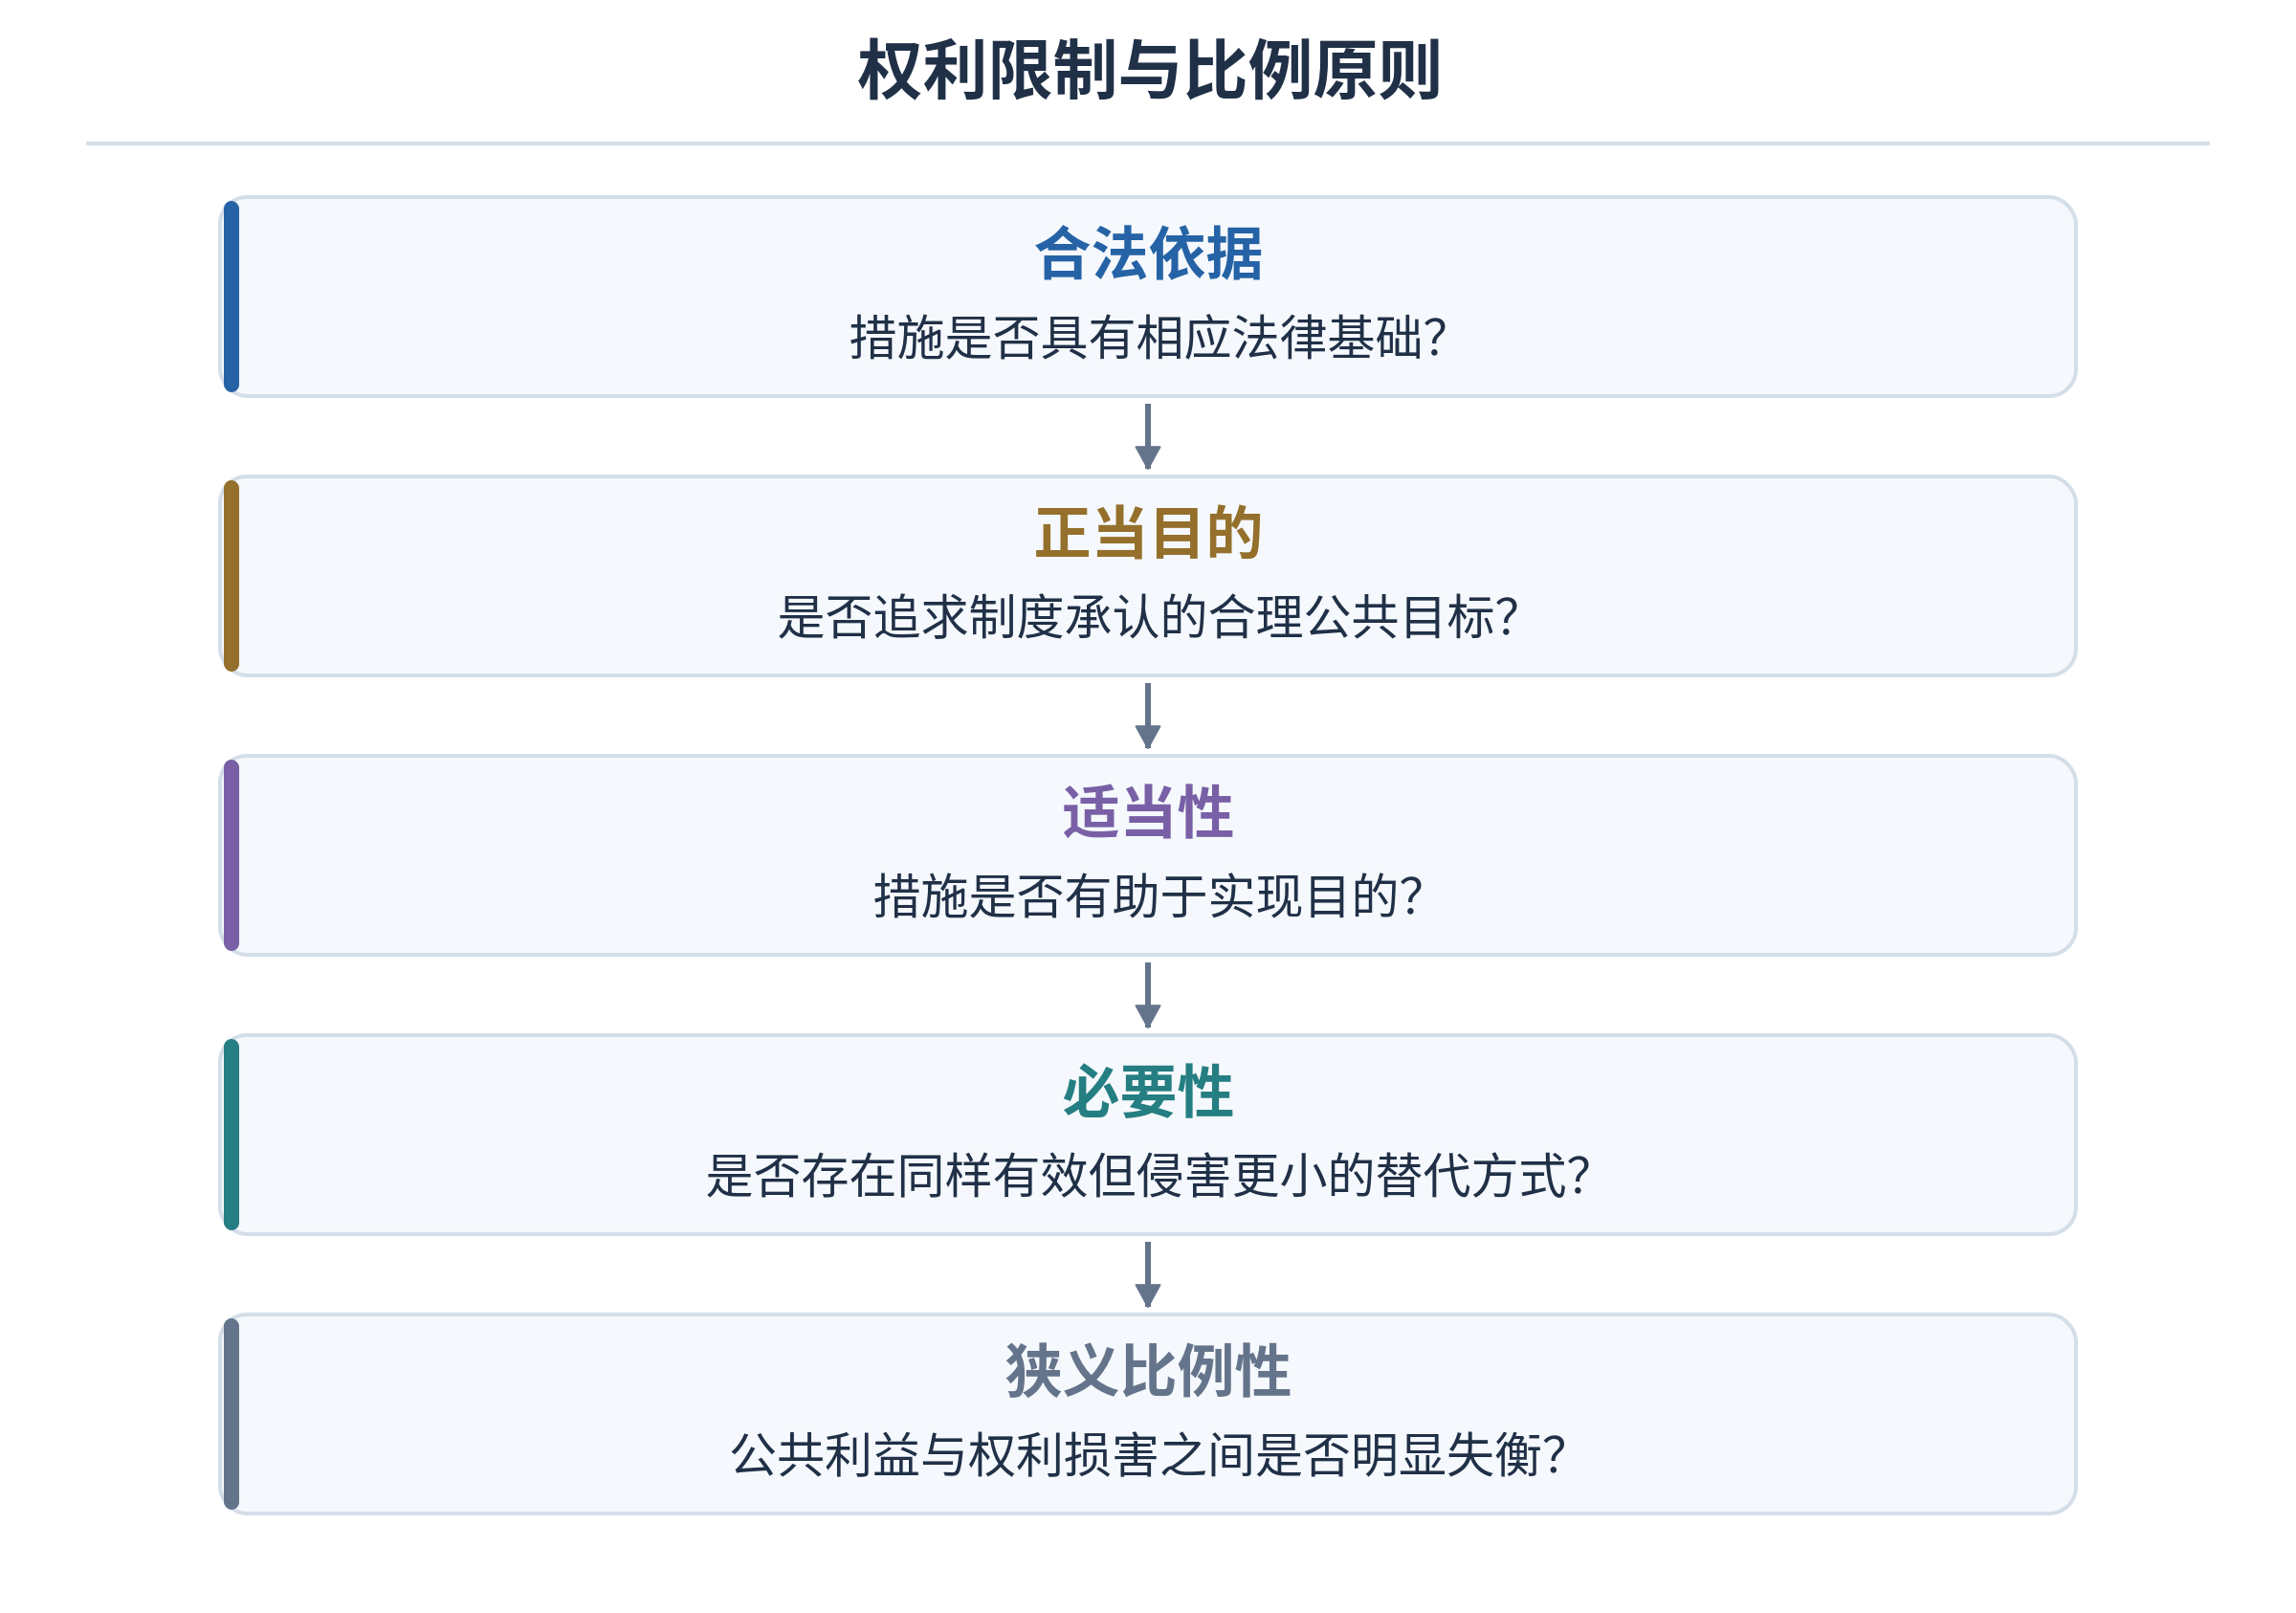 权利限制与比例原则
合法依据
措施是否具有相应法律基础？
正当目的
是否追求制度承认的合理公共目标？
适当性
措施是否有助于实现目的？
必要性
是否存在同样有效但侵害更小的替代方式？
狭义比例性
公共利益与权利损害之间是否明显失衡？